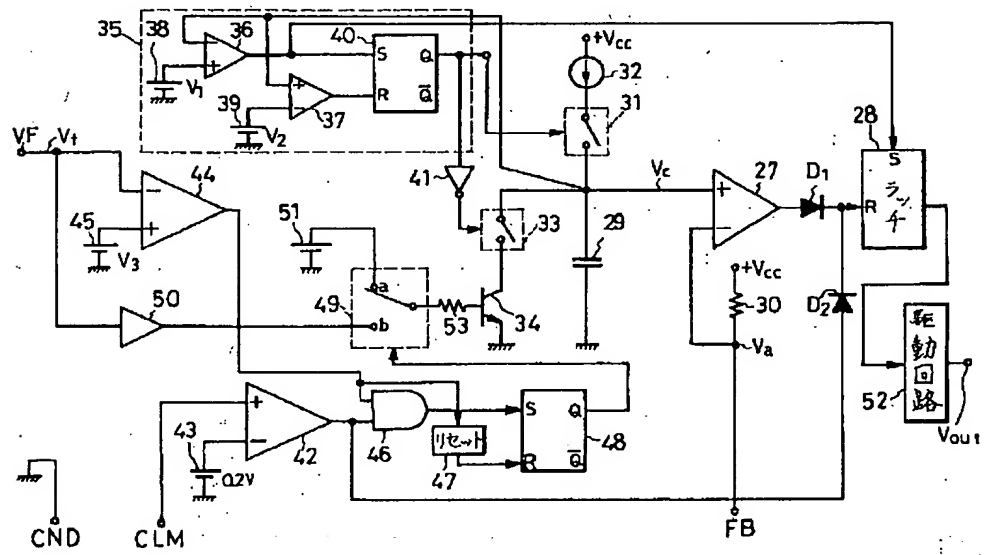 35
38
36
V1
39
V2
37
40
S
Q
R
Q̅
+Vcc
32
31
28
S
ラッチ
R
VF
Vt
44
45
V3
41
33
Vc
29
27
D1
51
a
49
b
53
34
50
+Vcc
30
Va
D2
駆動回路
52
Vout
43
0.2V
42
46
リセット
47
S
Q
R
Q̅
48
CND
CLM
FB